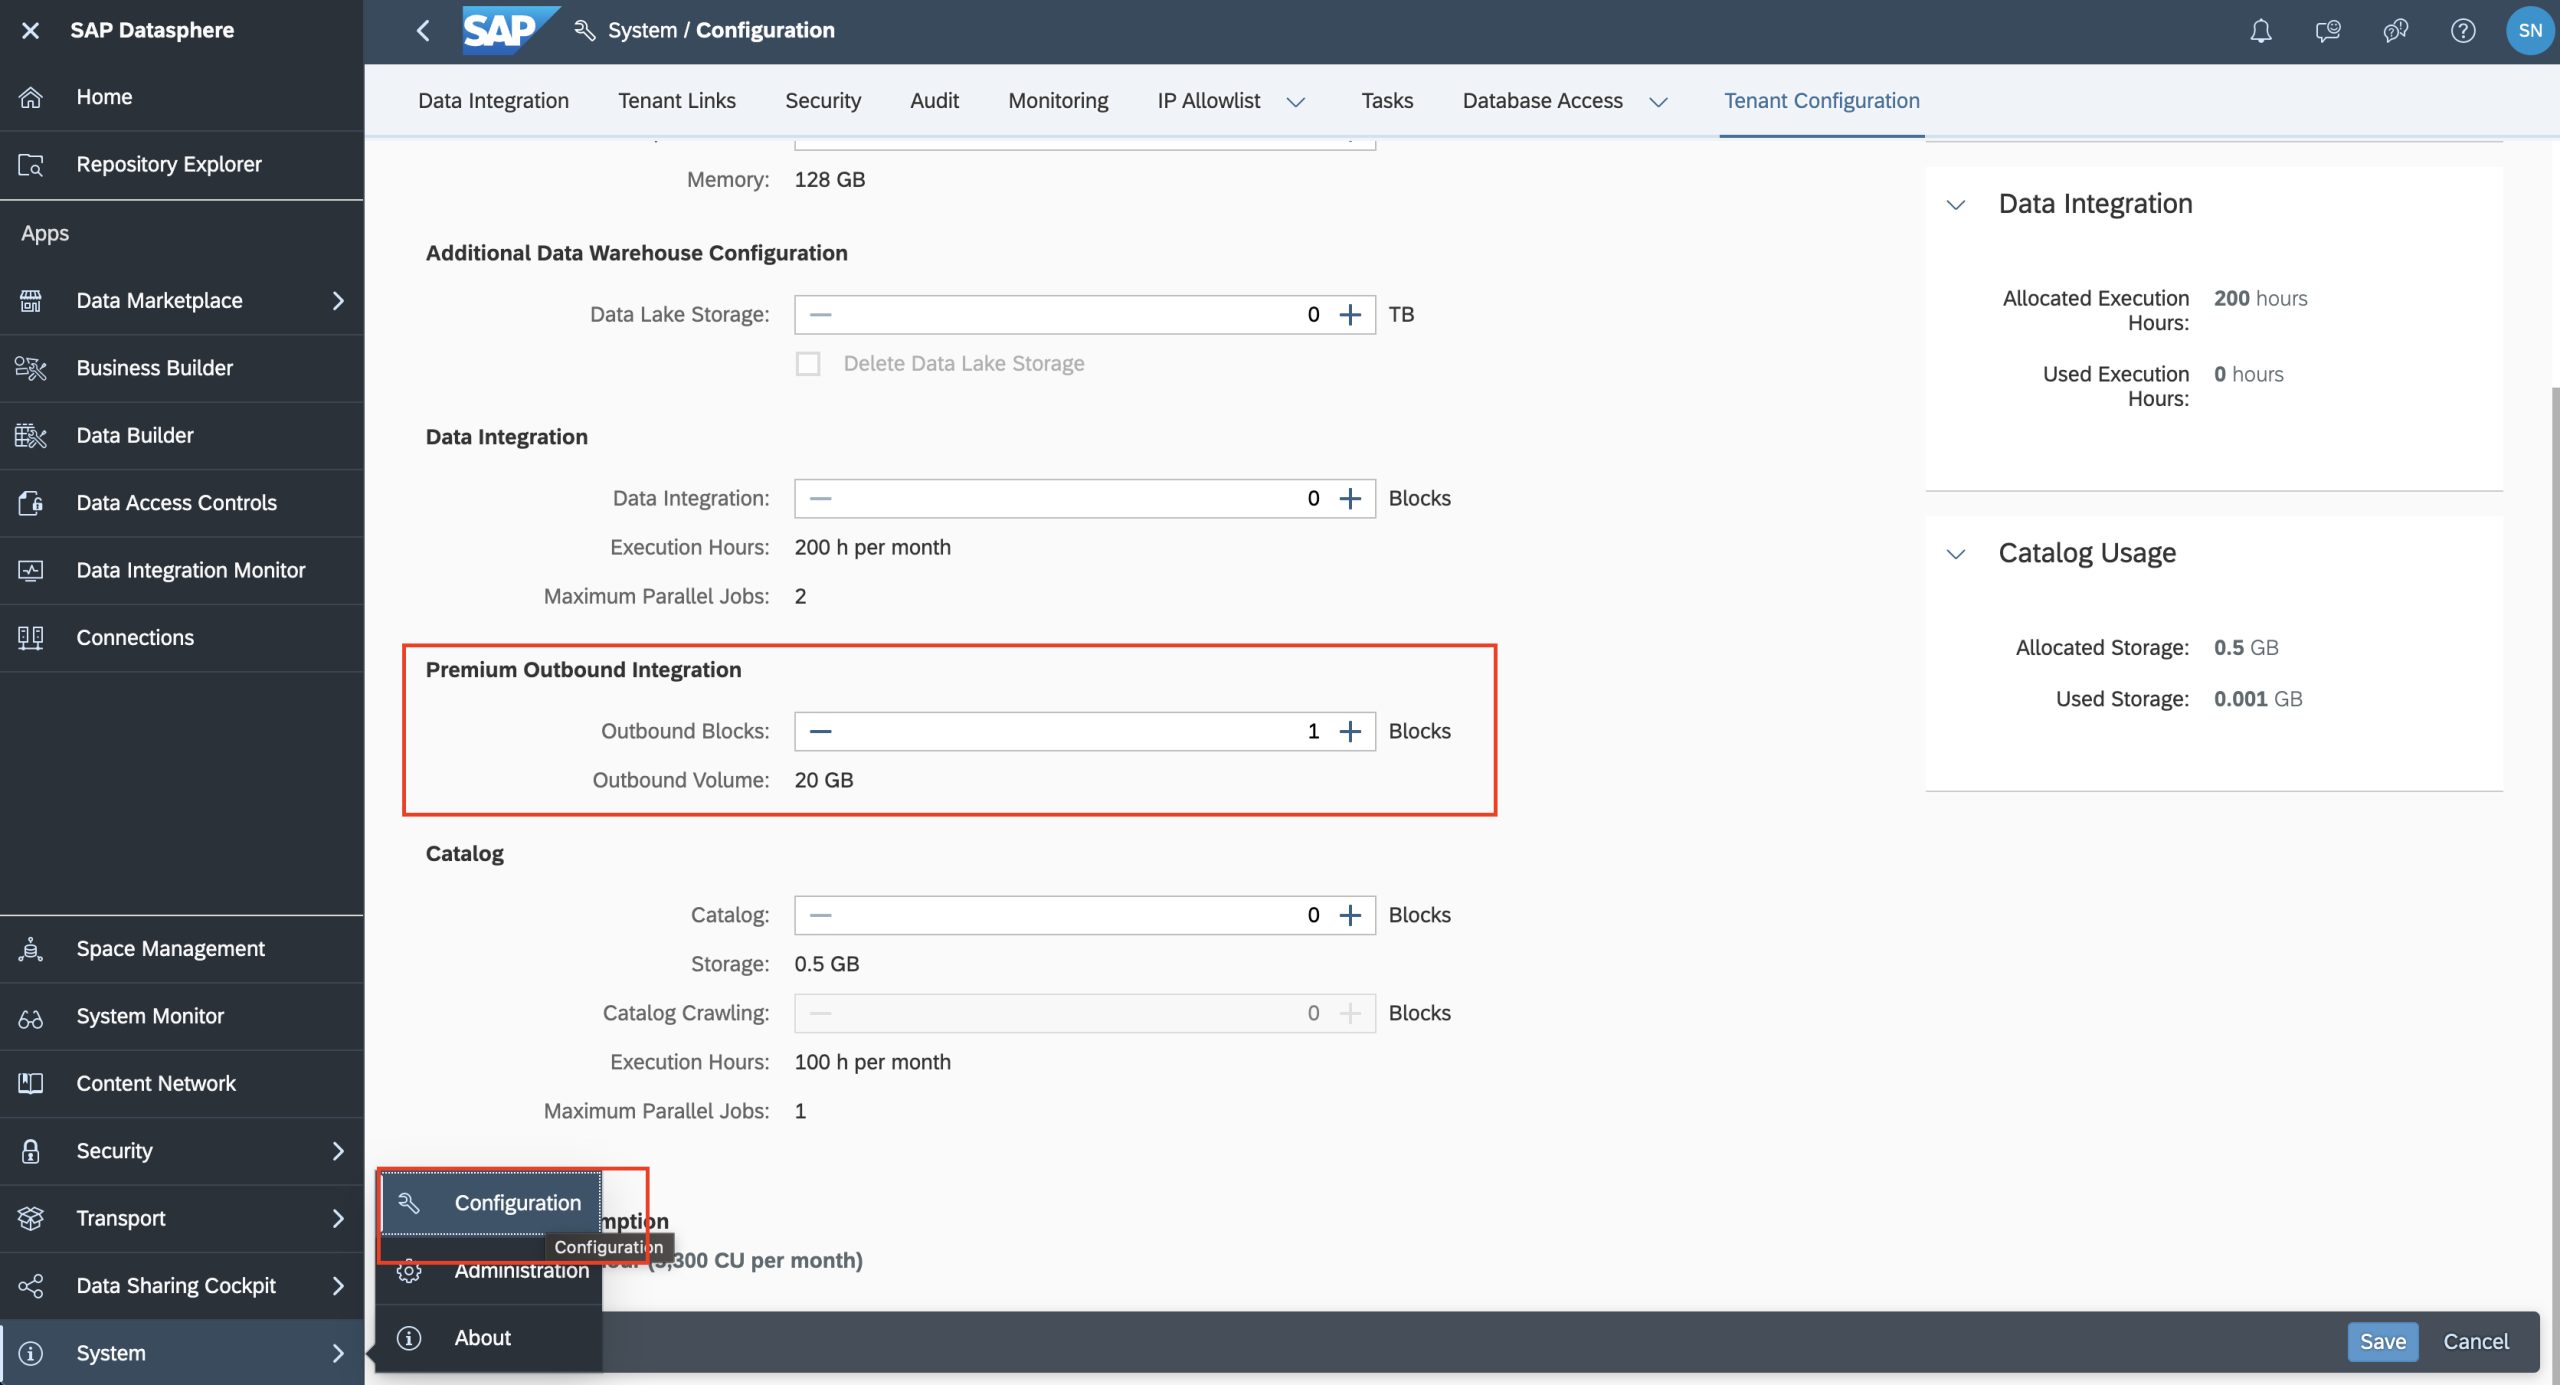 SAP Datasphere
Home
Repository Explorer
Apps
Data Marketplace
Business Builder
Data Builder
Data Access Controls
Data Integration Monitor
Connections
Space Management
System Monitor
Content Network
Security
Transport
Data Sharing Cockpit
System
SAP
System / Configuration
SN
Data Integration
Tenant Links
Security
Audit
Monitoring
IP Allowlist
Tasks
Database Access
Tenant Configuration
Memory: 128 GB
Additional Data Warehouse Configuration
Data Lake Storage: 0 TB
Delete Data Lake Storage
Data Integration
Data Integration: 0 Blocks
Execution Hours: 200 h per month
Maximum Parallel Jobs: 2
Premium Outbound Integration
Outbound Blocks: 1 Blocks
Outbound Volume: 20 GB
Catalog
Catalog: 0 Blocks
Storage: 0.5 GB
Catalog Crawling: 0 Blocks
Execution Hours: 100 h per month
Maximum Parallel Jobs: 1
Configuration
Configuration
CU per month)
Administration
About
Data Integration
Allocated Execution
Hours: 200 hours
Used Execution
Hours: 0 hours
Catalog Usage
Allocated Storage: 0.5 GB
Used Storage: 0.001 GB
Save
Cancel